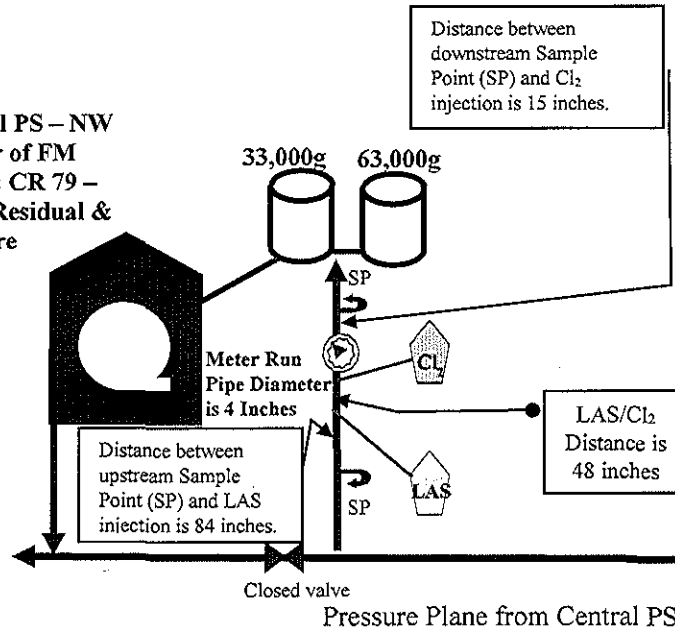 Distance between
downstream Sample
Point (SP) and Cl₂
injection is 15 inches.
PS – NW
of FM
CR 79 –
Residual &
33,000g 63,000g
SP
Meter Run
Pipe Diameter
is 4 Inches
Cl₂
LAS/Cl₂
Distance is
48 inches
Distance between
upstream Sample
Point (SP) and LAS
injection is 84 inches.
LAS
SP
Closed valve
Pressure Plane from Central PS